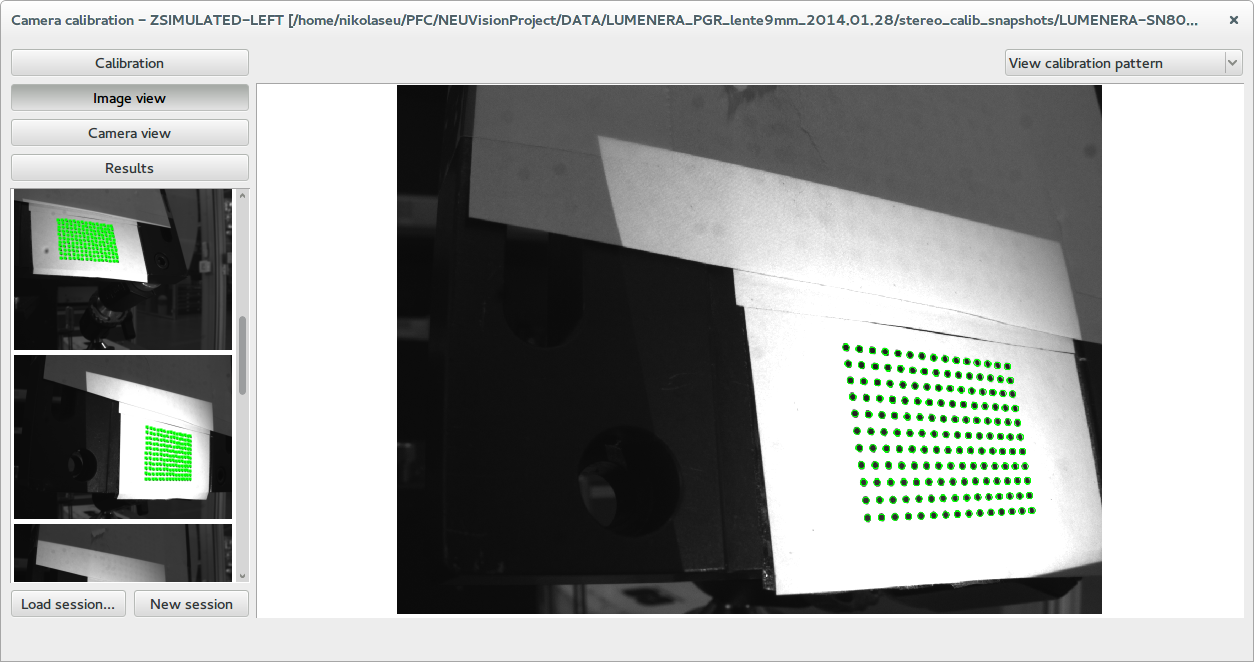 Camera calibration - ZSIMULATED-LEFT [/home/nikolaseu/PFC/NEUVisionProject/DATA/LUMENERA_PGR_lente9mm_2014.01.28/stereo_calib_snapshots/LUMENERA-SN80...
Calibration
View calibration pattern
Image view
Camera view
Results
Load session...
New session